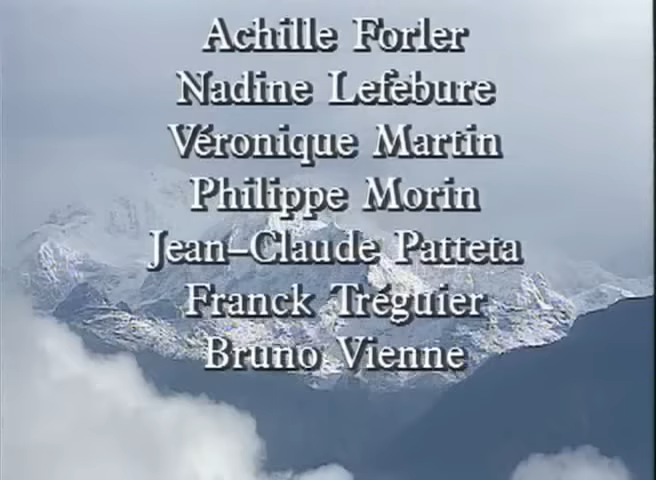 Achille Forler
Nadine Lefebure
Véronique Martin
Philippe Morin
Jean-Claude Patteta
Franck Tréguier
Bruno Vienne